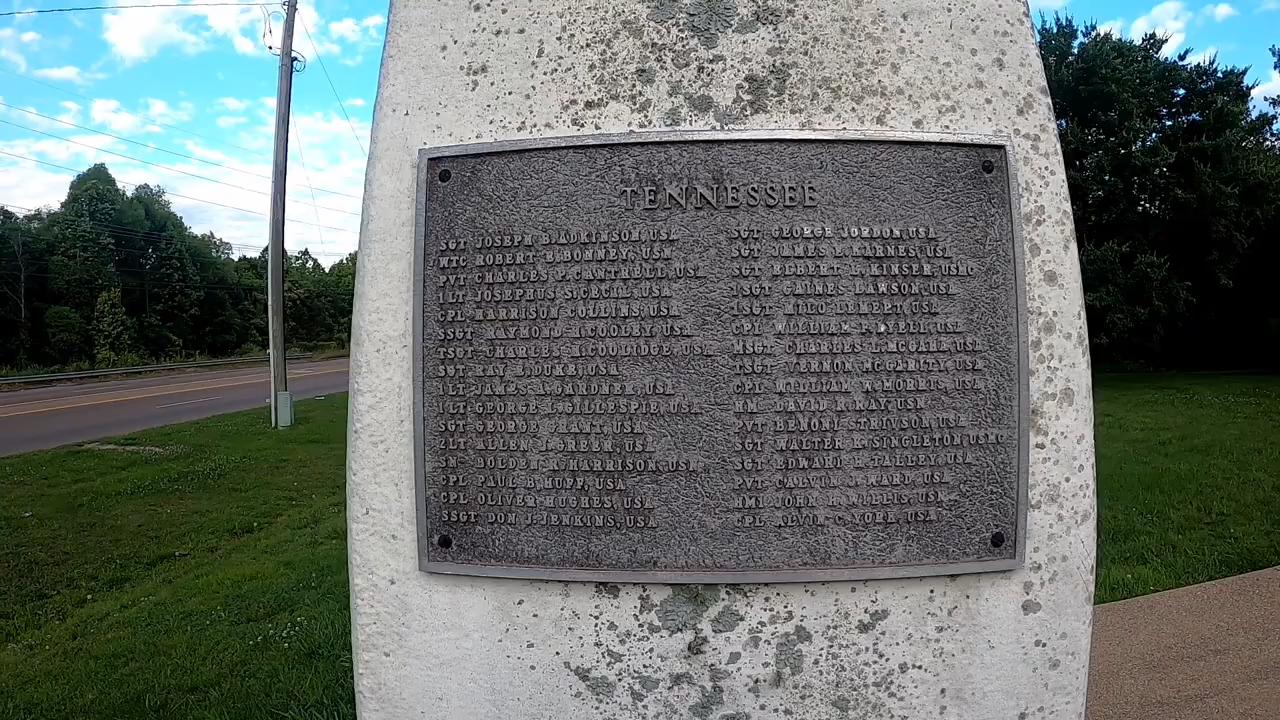 TENNESSEE
SGT JOSEPH B. ADKINSON, USA
WTC ROBERT E. BONNEY, USN
PVT CHARLES P. CANTRELL, USA
1LT JOSEPHUS S. CECIL, USA
CPL HARRISON COLLINS, USA
SSGT RAYMOND H. COOLEY, USA
TSGT CHARLES H. COOLIDGE, USA
SGT RAY E. DUKE, USA
1LT JAMES A. GARDNER, USA
1LT GEORGE L. GILLESPIE, USA
SGT GEORGE GRANT, USA
2LT ALLEN J. GREER, USA
SN BOLDEN R. HARRISON, USN
CPL PAUL B. HUFF, USA
CPL OLIVER HUGHES, USA
SSGT DON J. JENKINS, USA
SGT GEORGE JORDON, USA
SGT JAMES E. KARNES, USA
SGT ELBERT L. KINSER, USMC
1SGT GAINES LAWSON, USA
1SGT MILO LEMERT, USA
CPL WILLIAM F. LYELL, USA
MSGT CHARLES L. MCGAHA, USA
TSGT VERNON MCGARITY, USA
CPL WILLIAM W. MORRIS, USA
HM DAVID R. RAY, USN
PVT BENONI STRIVSON, USA
SGT WALTER K. SINGLETON, USMC
SGT EDWARD R. TALLEY, USA
PVT CALVIN J. WARD, USA
HM1 JOHN H. WILLIS, USN
CPL ALVIN C. YORK, USA